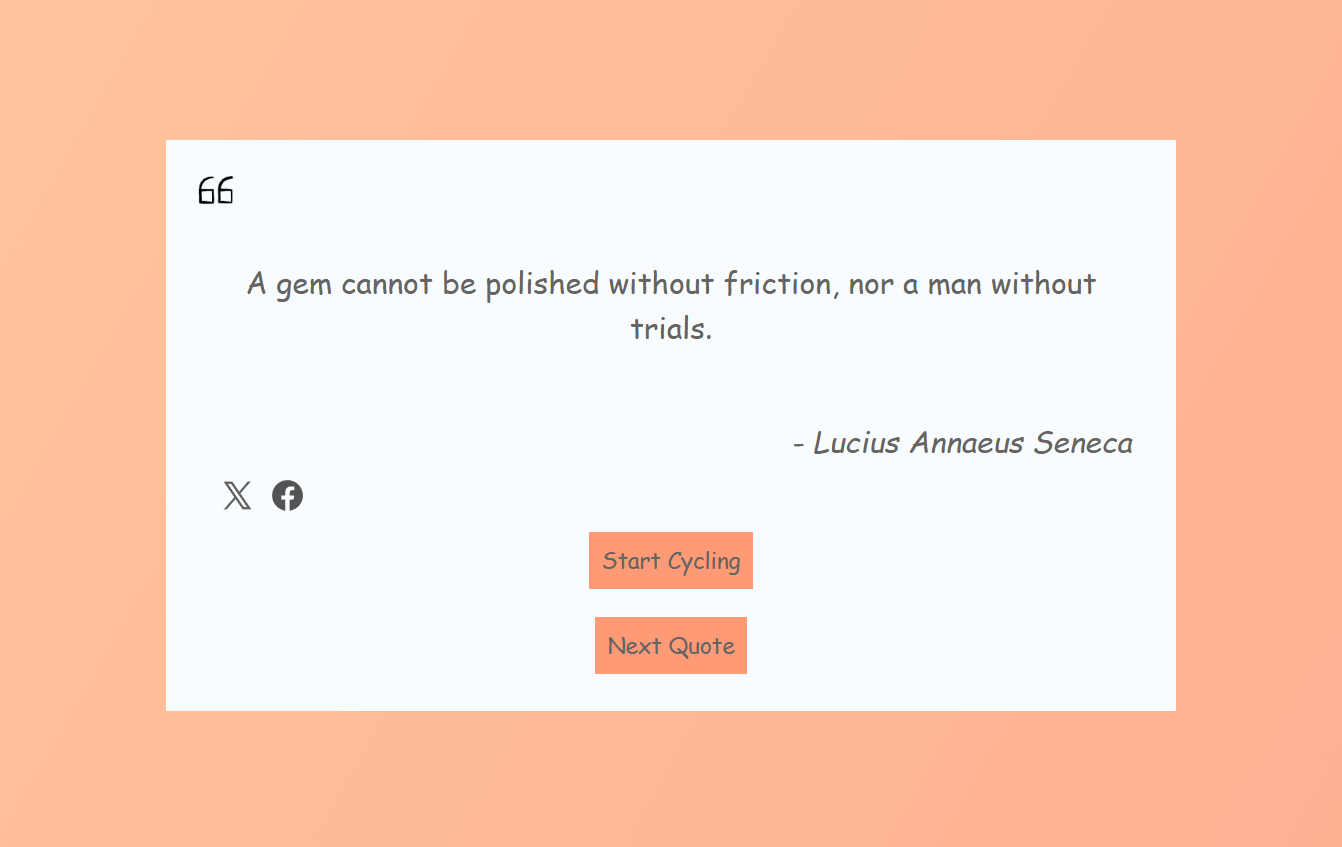 A gem cannot be polished without friction, nor a man without
trials.
- Lucius Annaeus Seneca
Start Cycling
Next Quote